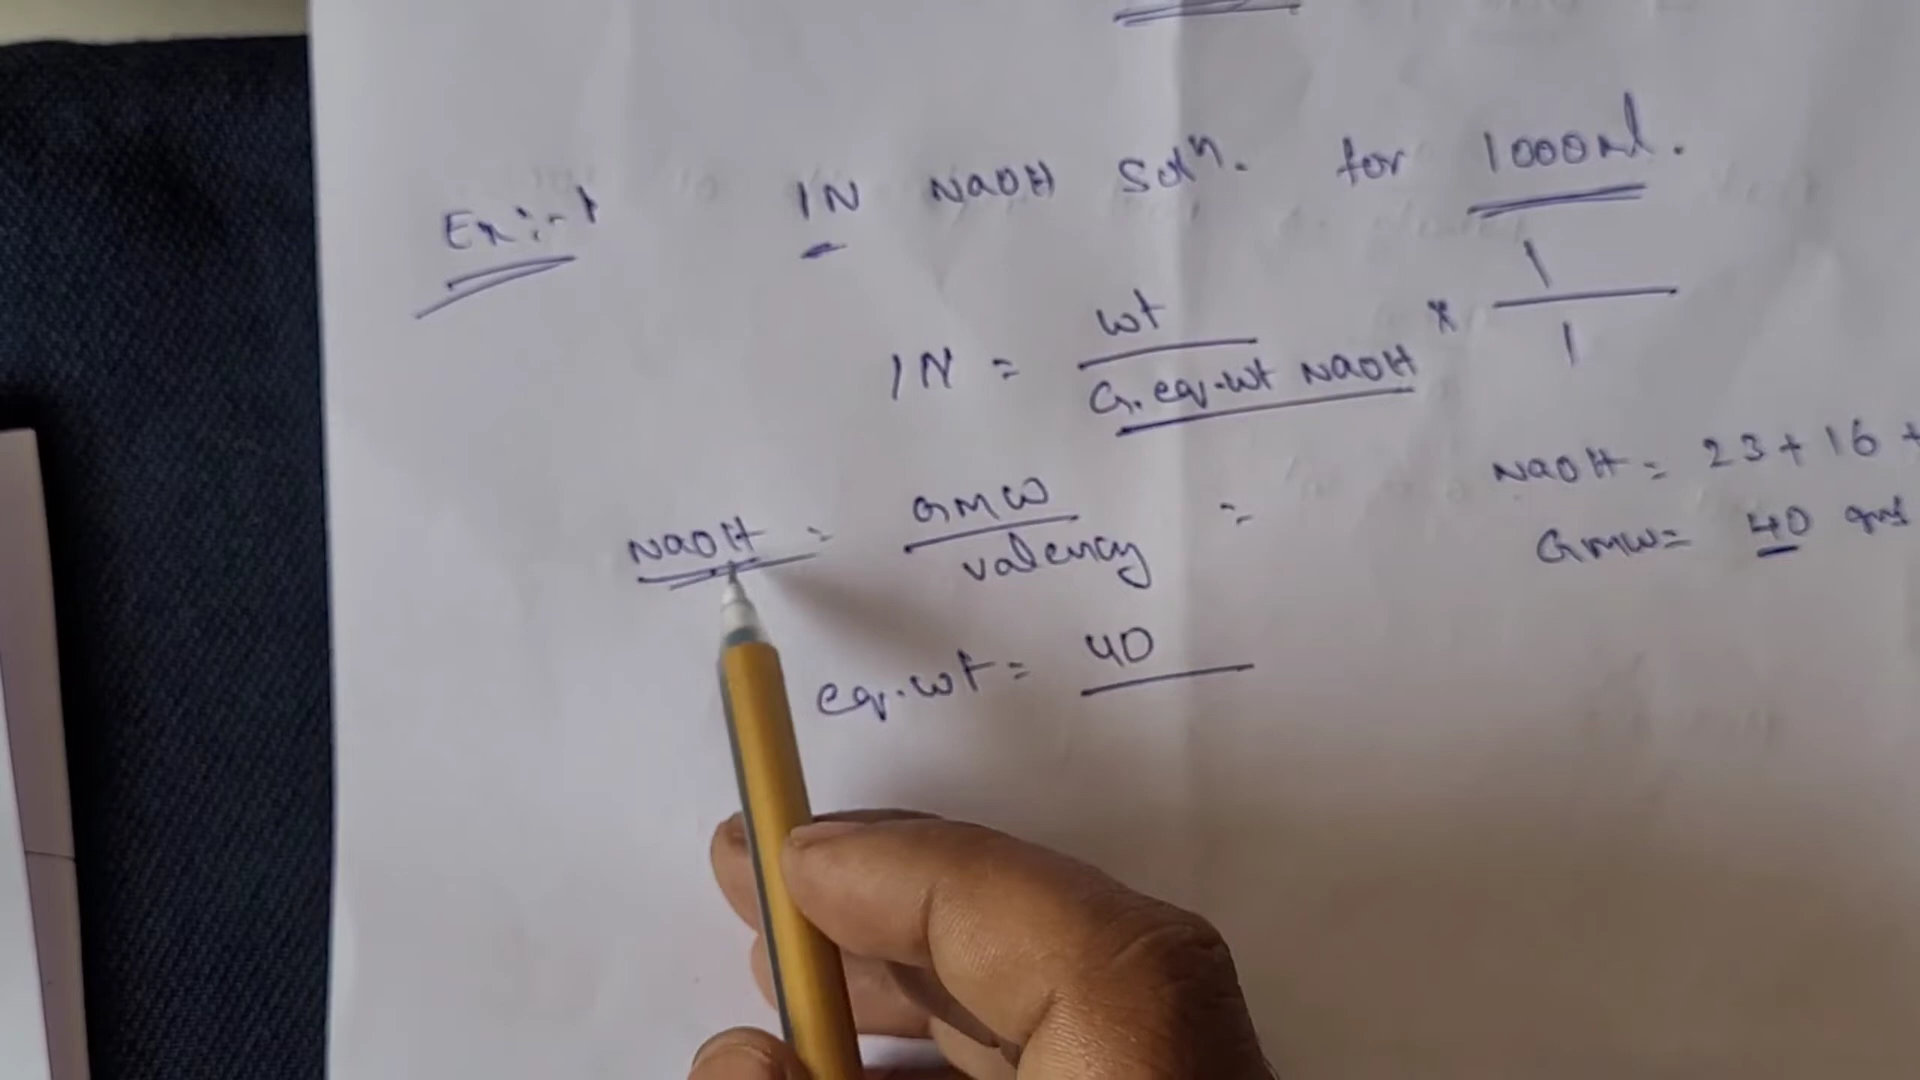 Ex:-1 1N NaOH Solⁿ. for 1000ml.
1N = wt / G.eq.wt NaOH × 1 / 1
NaOH = 23 + 16 +
NaOH = GMW / valency =
GMW = 40 gms
eq.wt = 40